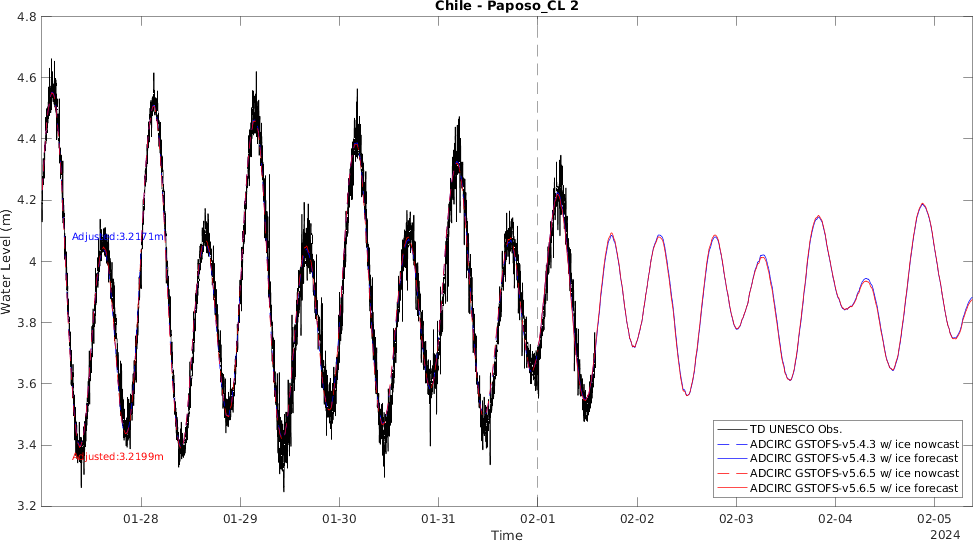 Chile - Paposo_CL 2
4.8
4.6
4.4
4.2
4
3.8
3.6
3.4
3.2
Water Level (m)
Adjusted:3.2171m
Adjusted:3.2199m
TD UNESCO Obs.
ADCIRC GSTOFS-v5.4.3 w/ ice nowcast
ADCIRC GSTOFS-v5.4.3 w/ ice forecast
ADCIRC GSTOFS-v5.6.5 w/ ice nowcast
ADCIRC GSTOFS-v5.6.5 w/ ice forecast
01-28 01-29 01-30 01-31 02-01 02-02 02-03 02-04 02-05
Time
2024